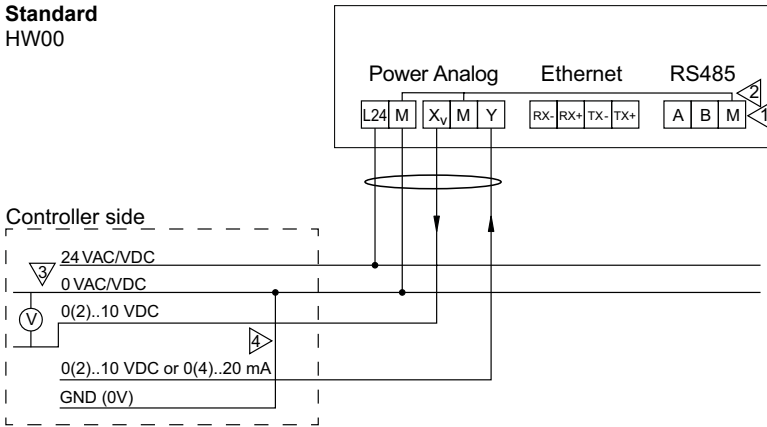 Standard
HW00
Power Analog Ethernet RS485
2
L24 M Xv M Y RX- RX+ TX- TX+ A B M 1
Controller side
24 VAC/VDC
3
0 VAC/VDC
V
0(2)..10 VDC
4
0(2)..10 VDC or 0(4)..20 mA
GND (0V)